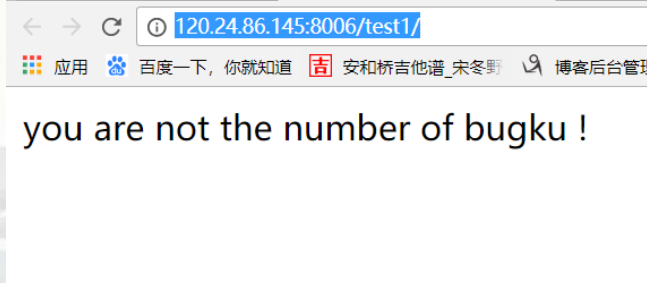 120.24.86.145:8006/test1/
应用 百度一下，你就知道 吉 安和桥吉他谱_宋冬野 博客后台管理
you are not the number of bugku !